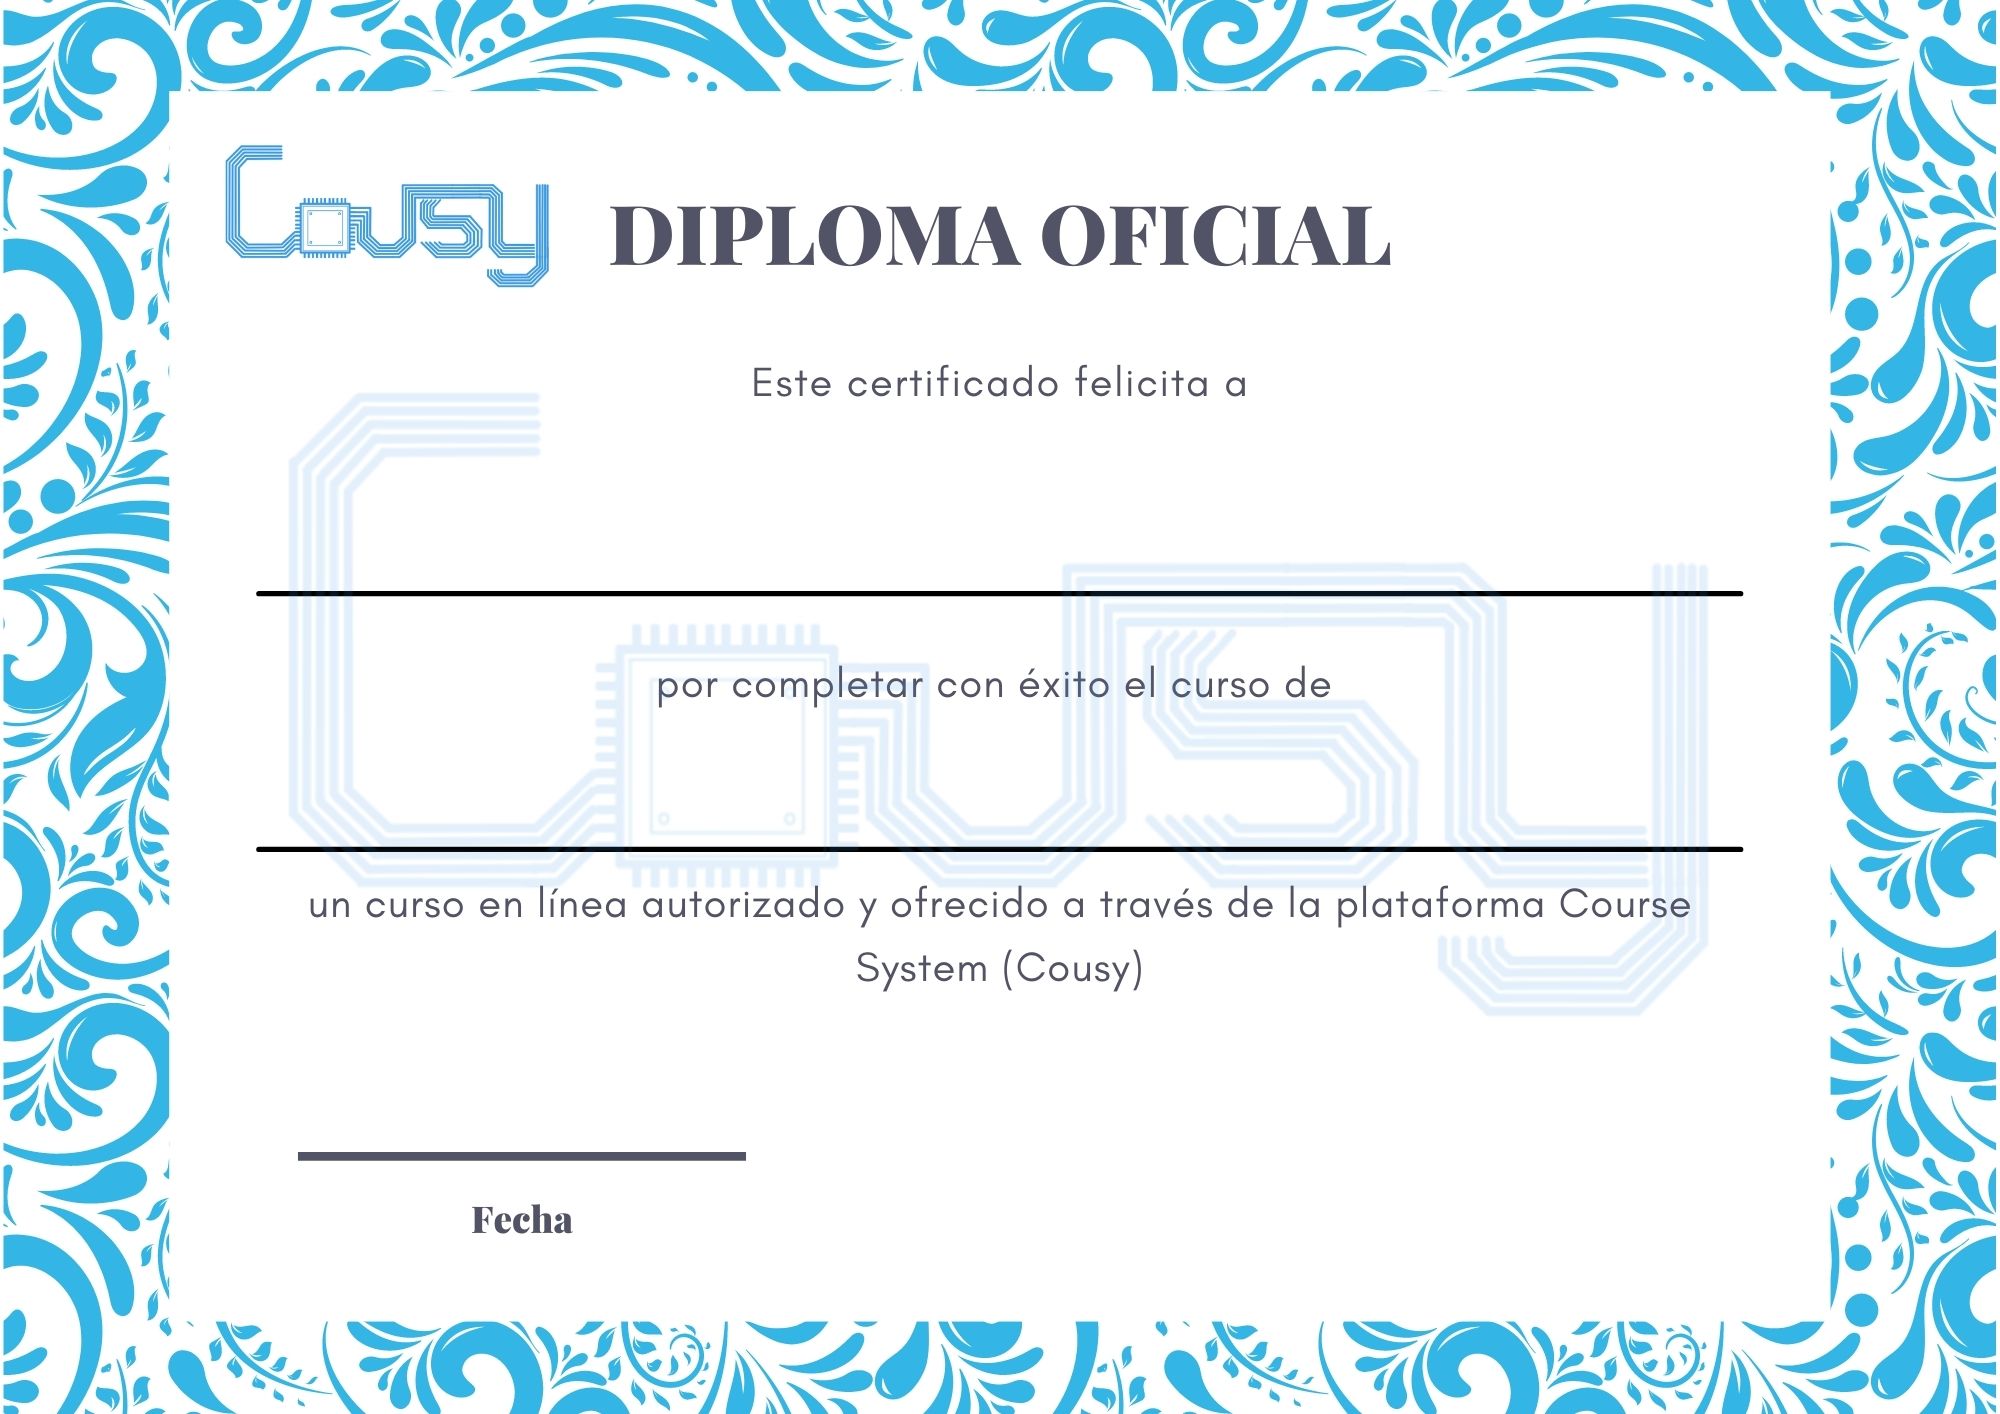 Cousy
DIPLOMA OFICIAL
Este certificado felicita a
por completar con éxito el curso de
Cousy
un curso en línea autorizado y ofrecido a través de la plataforma Course
System (Cousy)
Fecha